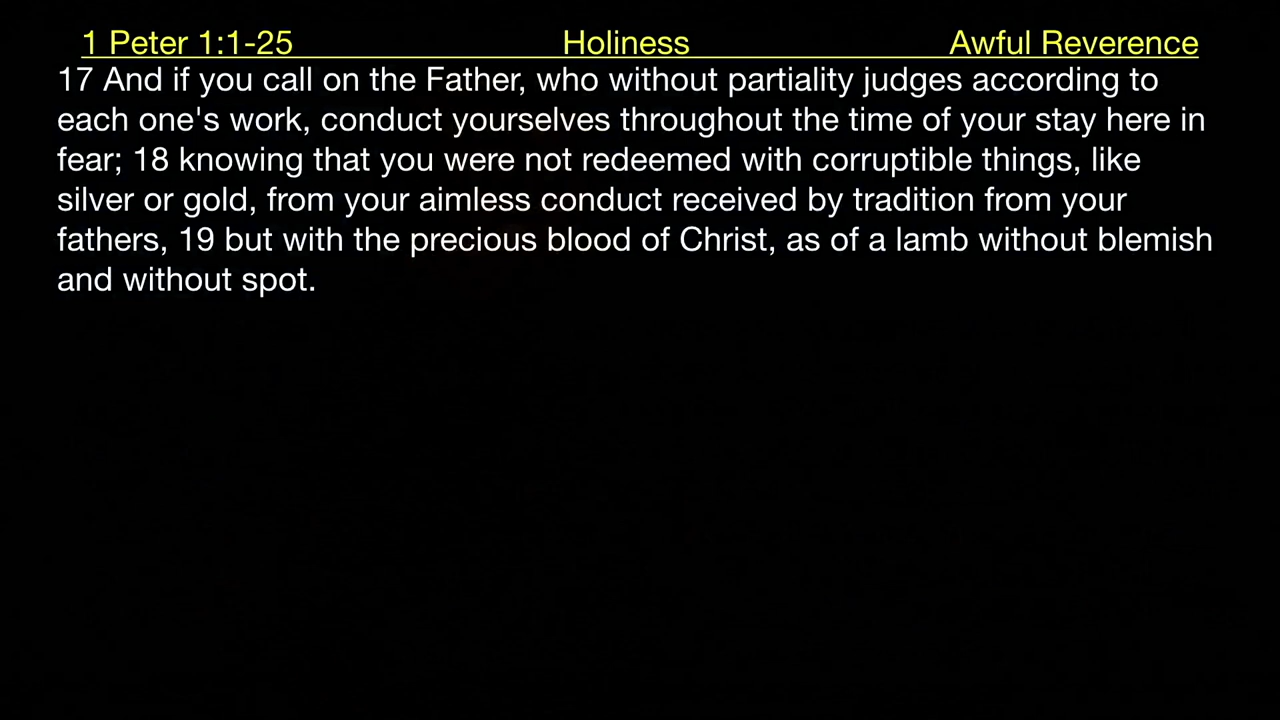 1 Peter 1:1-25 Holiness Awful Reverence
17 And if you call on the Father, who without partiality judges according to
each one's work, conduct yourselves throughout the time of your stay here in
fear; 18 knowing that you were not redeemed with corruptible things, like
silver or gold, from your aimless conduct received by tradition from your
fathers, 19 but with the precious blood of Christ, as of a lamb without blemish
and without spot.